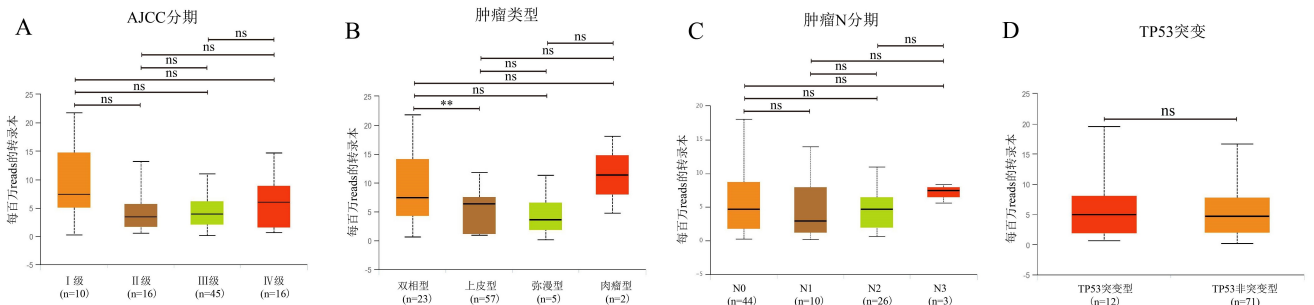 A
AJCC分期
ns
ns
ns
ns
ns
ns
每百万reads的转录本
25
20
15
10
5
0
-5
Ⅰ级
Ⅱ级
Ⅲ级
Ⅳ级
(n=10)
(n=16)
(n=45)
(n=16)
B
肿瘤类型
ns
ns
ns
ns
ns
**
每百万reads的转录本
25
20
15
10
5
0
-5
双相型
上皮型
弥漫型
肉瘤型
(n=23)
(n=57)
(n=5)
(n=2)
C
肿瘤N分期
ns
ns
ns
ns
ns
ns
每百万reads的转录本
20
15
10
5
0
-5
N0
N1
N2
N3
(n=44)
(n=10)
(n=26)
(n=3)
D
TP53突变
ns
每百万reads的转录本
25
20
15
10
5
0
-5
TP53突变型
TP53非突变型
(n=12)
(n=71)